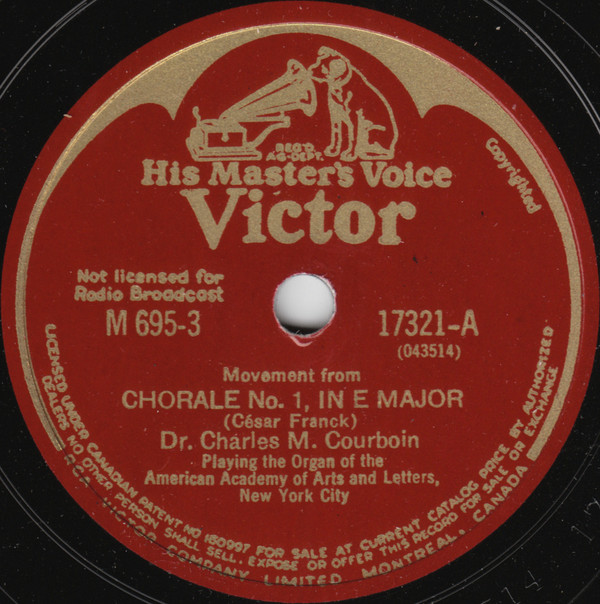 REG'D.
AG-DEPT.
His Master's Voice
Victor
Copyrighted
Not licensed for
Radio Broadcast
M 695-3
17321-A
(043514)
Movement from
CHORALE No. 1, IN E MAJOR
(César Franck)
Dr. Charles M. Courboin
Playing the Organ of the
American Academy of Arts and Letters,
New York City
LICENSED UNDER CANADIAN PATENT NO 150997 FOR SALE AT CURRENT CATALOG PRICE BY AUTHORIZED
DEALERS NO OTHER PERSON SHALL SELL, EXPOSE OR OFFER THIS RECORD FOR SALE OR EXCHANGE
RCA VICTOR COMPANY LIMITED MONTREAL, CANADA